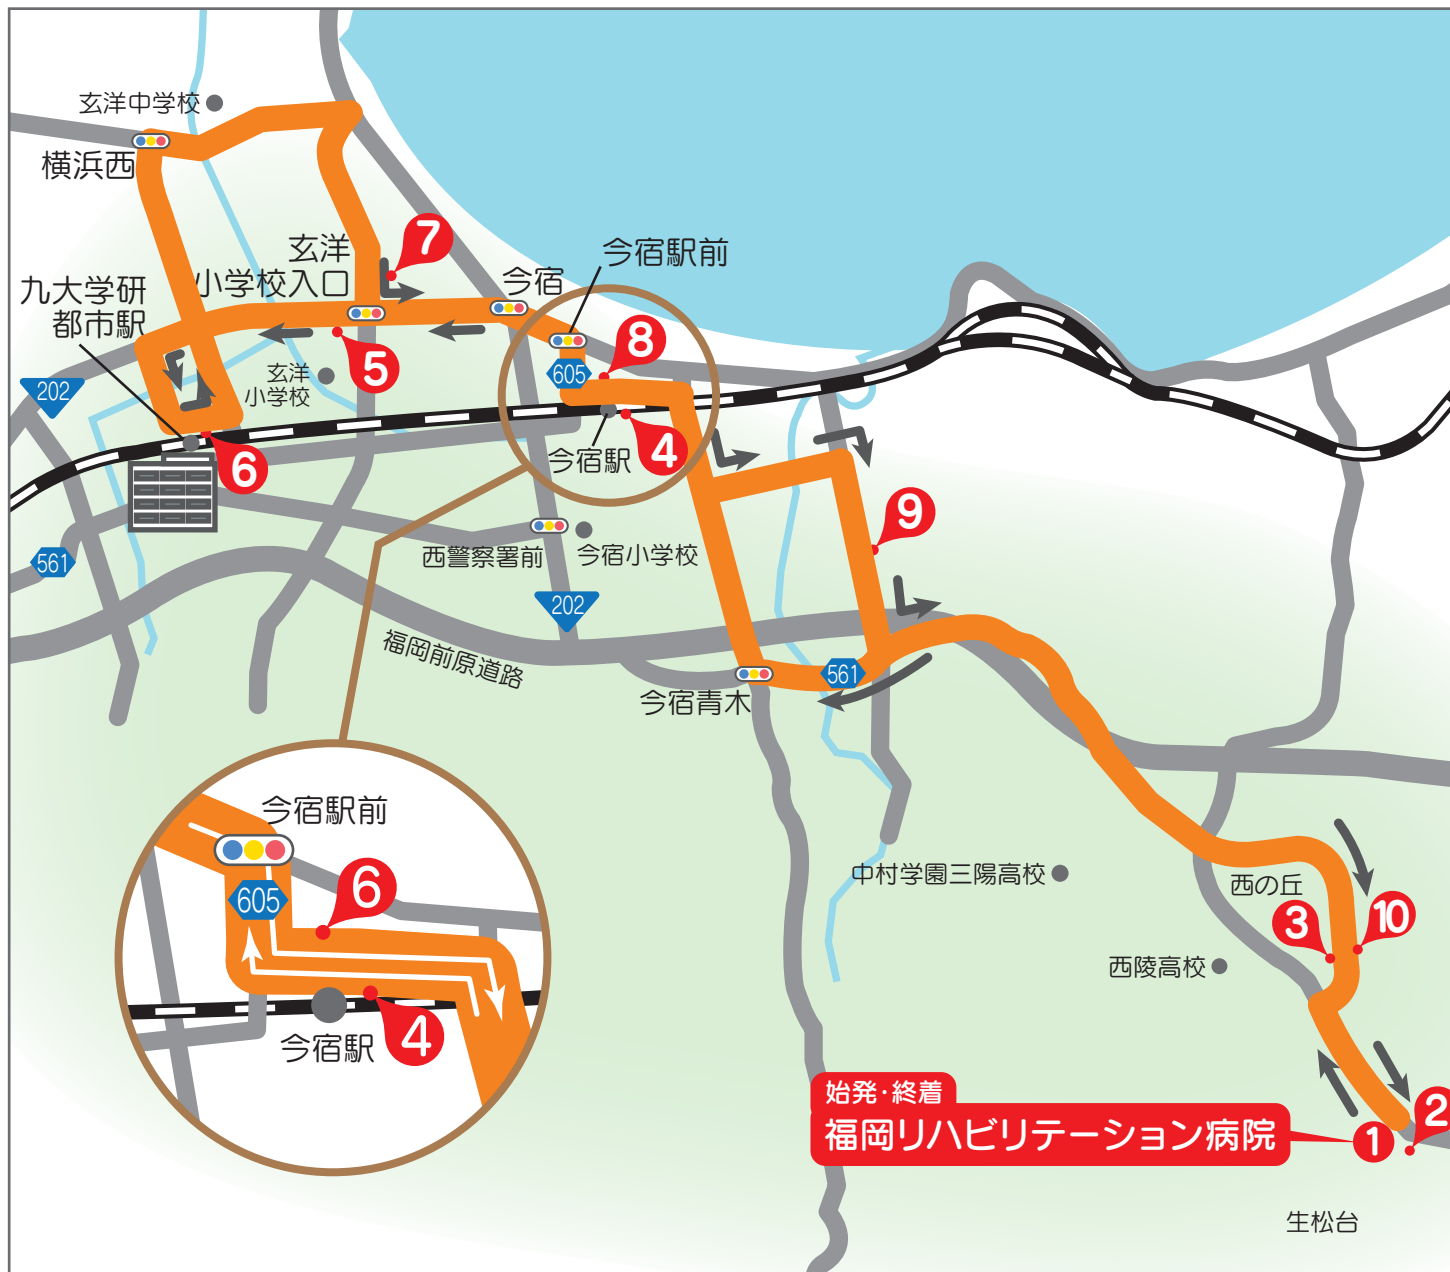 玄洋中学校
横浜西
7
玄洋
小学校入口
今宿駅前
今宿
九大学研
都市駅
8
5
605
202
玄洋
小学校
4
今宿駅
6
9
西警察署前
今宿小学校
561
202
福岡前原道路
561
今宿青木
今宿駅前
6
605
4
今宿駅
中村学園三陽高校
西の丘
3
10
西陵高校
始発・終着
福岡リハビリテーション病院
1
2
生松台